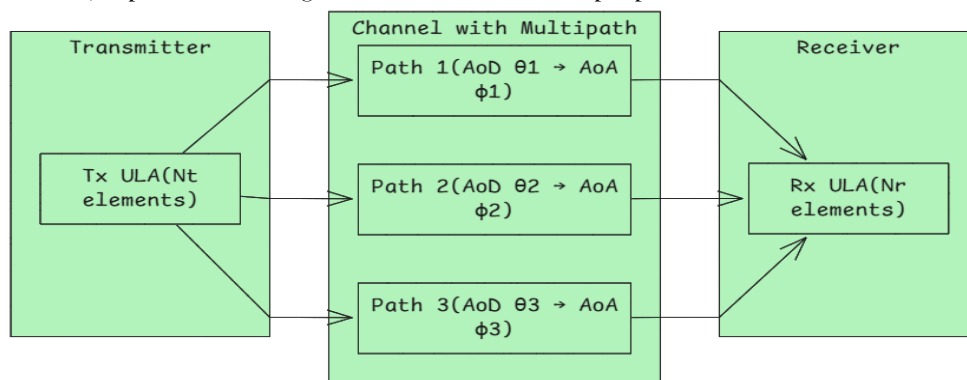 Transmitter
Tx ULA(Nt
elements)
Channel with Multipath
Path 1(AoD θ1 → AoA
φ1)
Path 2(AoD θ2 → AoA
φ2)
Path 3(AoD θ3 → AoA
φ3)
Receiver
Rx ULA(Nr
elements)